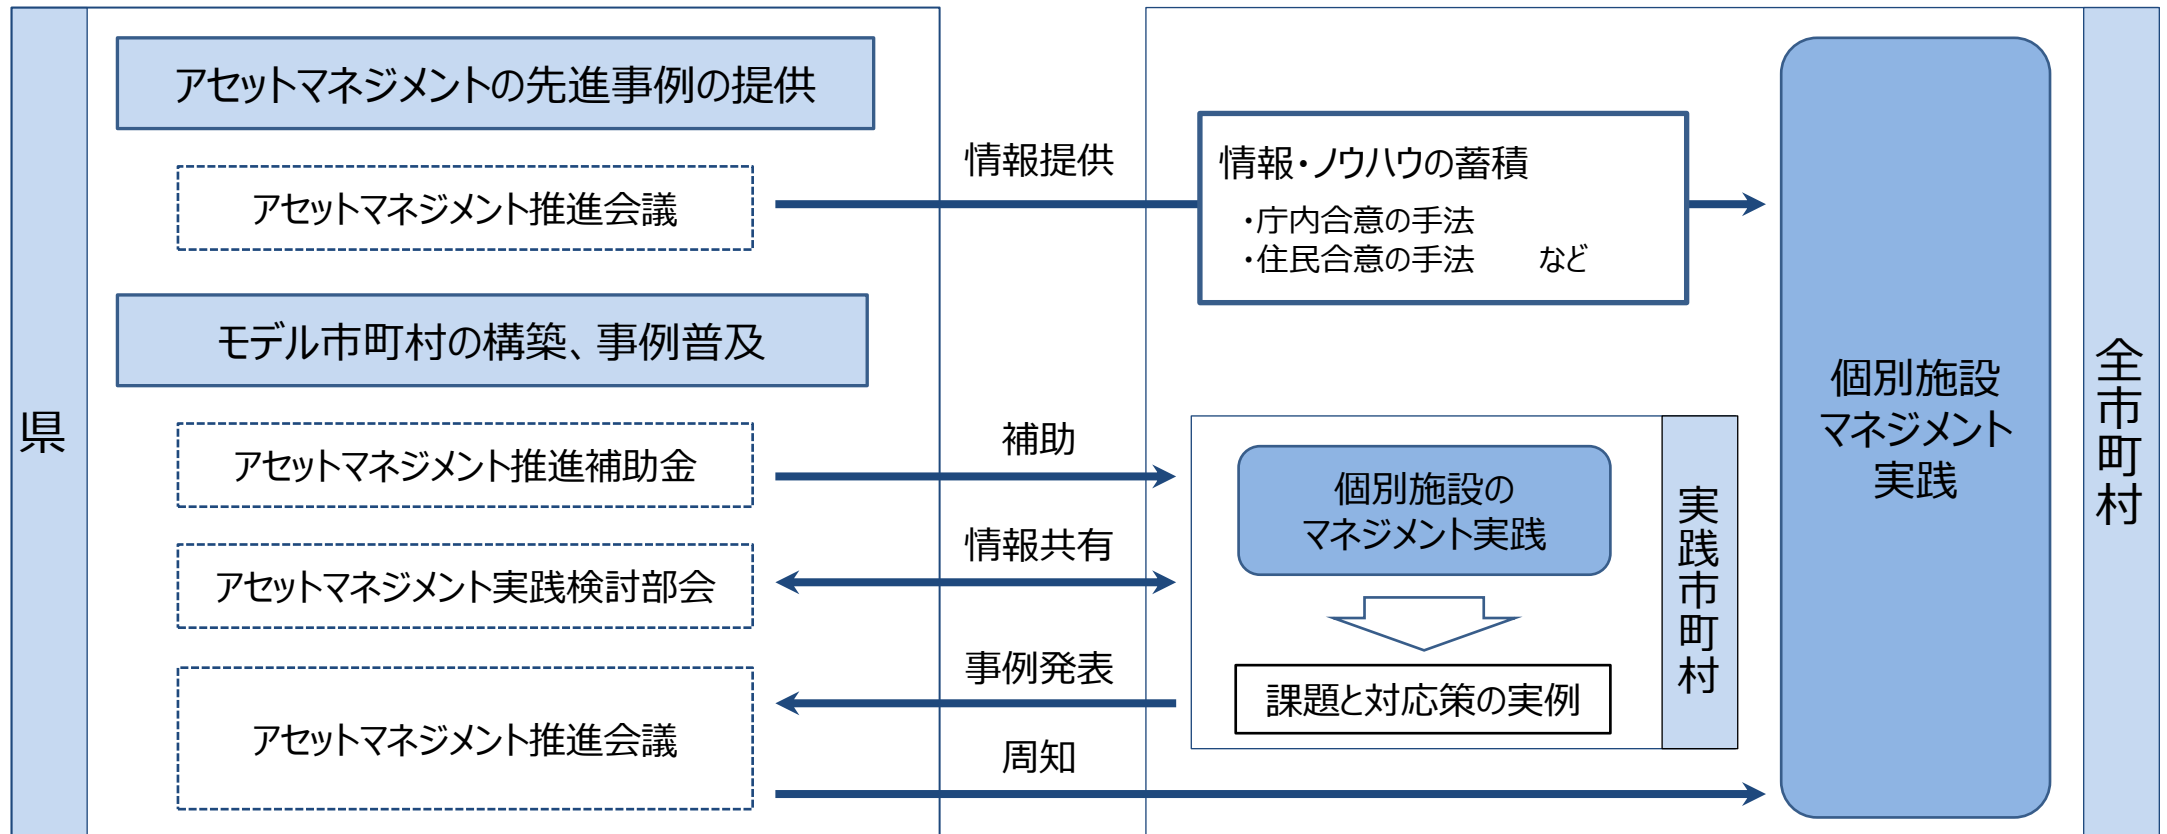 県
アセットマネジメントの先進事例の提供
アセットマネジメント推進会議
モデル市町村の構築、事例普及
アセットマネジメント推進補助金
アセットマネジメント実践検討部会
アセットマネジメント推進会議
情報提供
補助
情報共有
事例発表
周知
情報・ノウハウの蓄積
・庁内合意の手法
・住民合意の手法　　など
個別施設の
マネジメント実践
課題と対応策の実例
実践市町村
個別施設
マネジメント
実践
全市町村